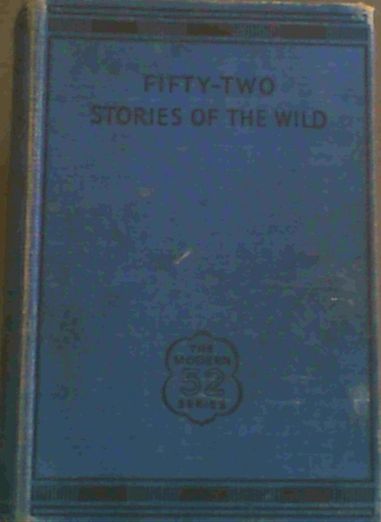 FIFTY-TWO
STORIES OF THE WILD
THE
MODERN
52
SERIES